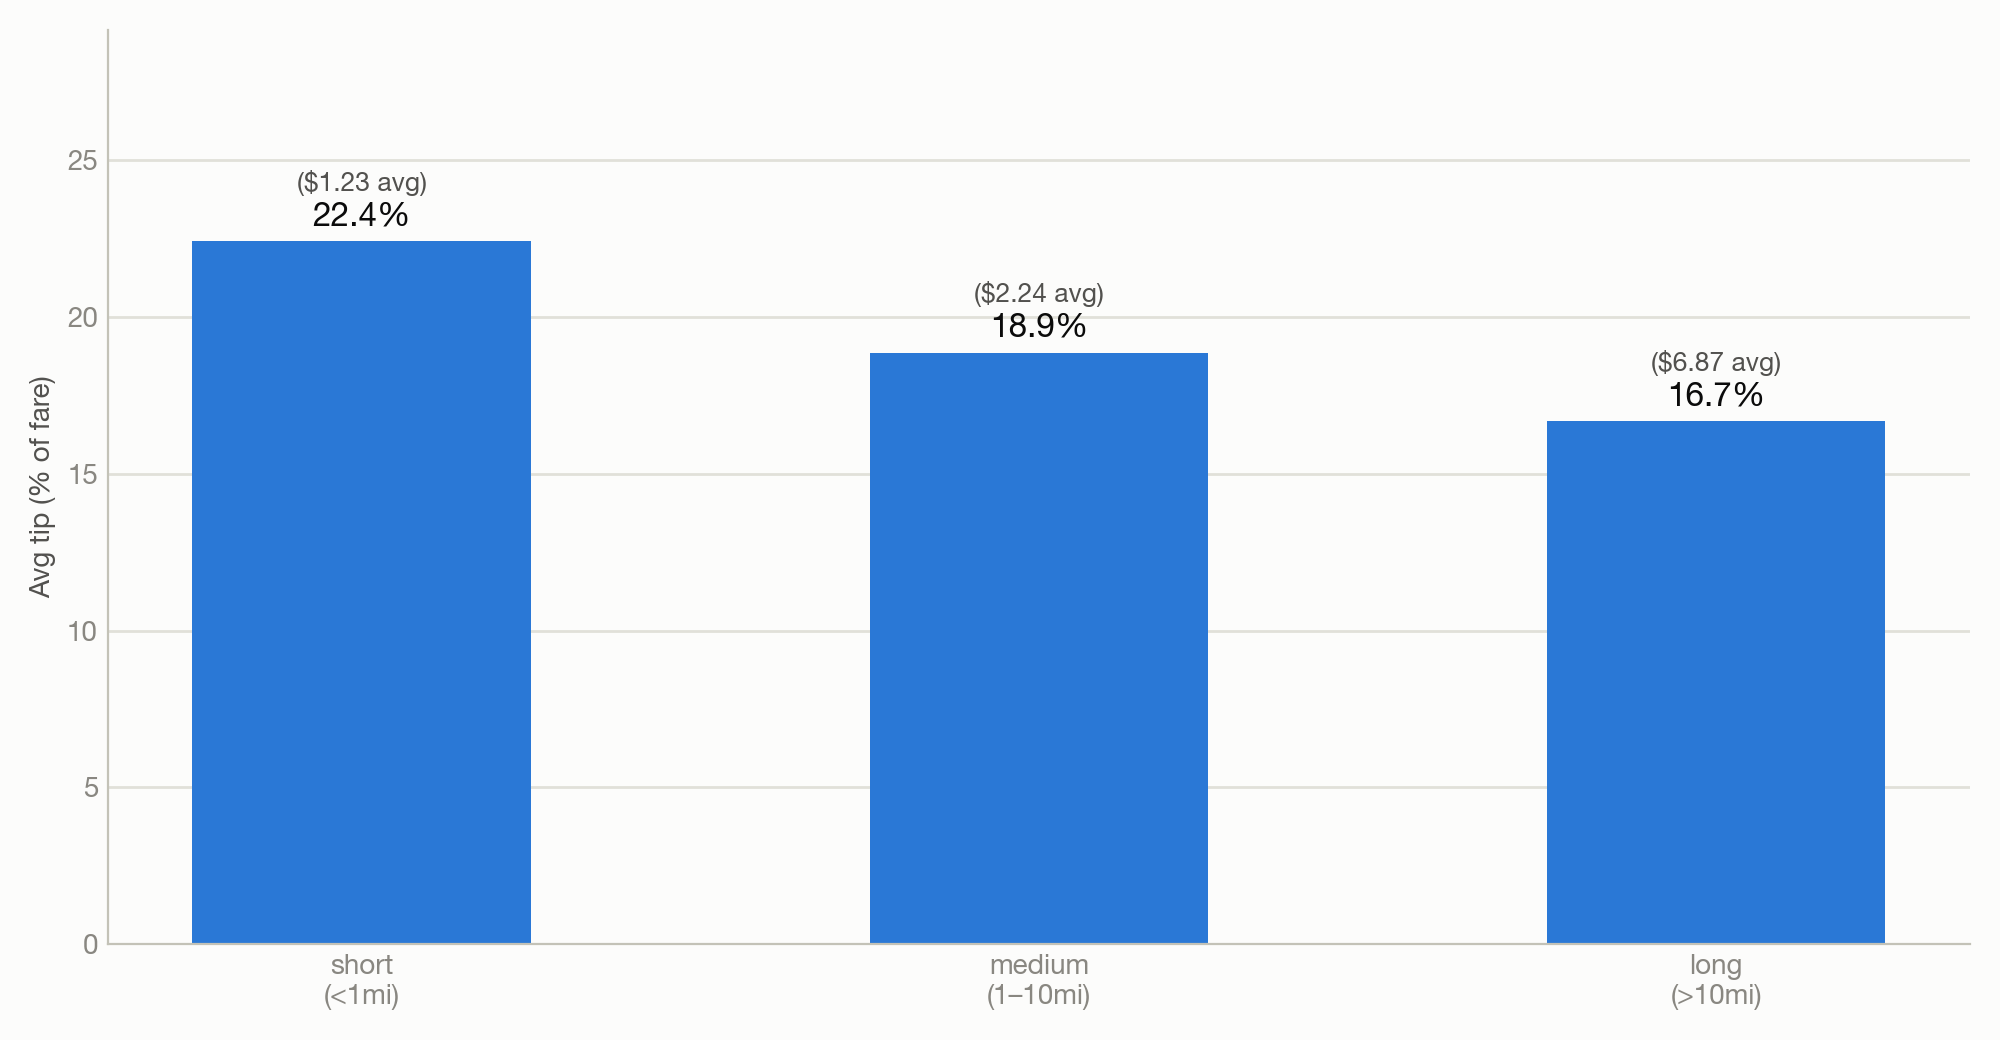 Avg tip (% of fare)
25
20
15
10
5
0
($1.23 avg)
22.4%
($2.24 avg)
18.9%
($6.87 avg)
16.7%
short
(<1mi)
medium
(1–10mi)
long
(>10mi)